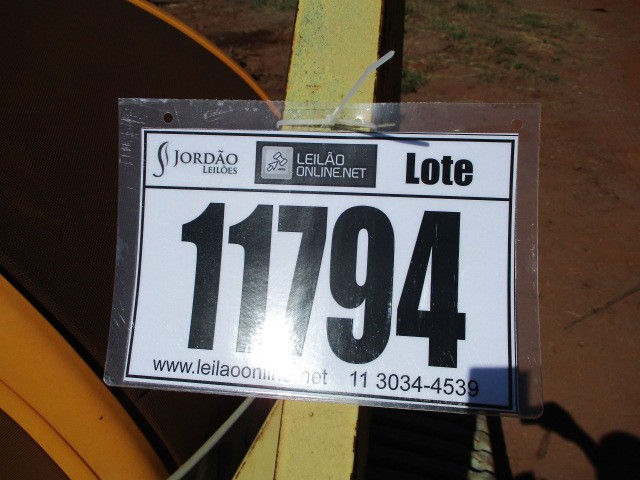 JORDÃO
LEILÕES
LEILÃO
ONLINE.NET
Lote
11794
www.leilaoonline.net 11 3034-4539